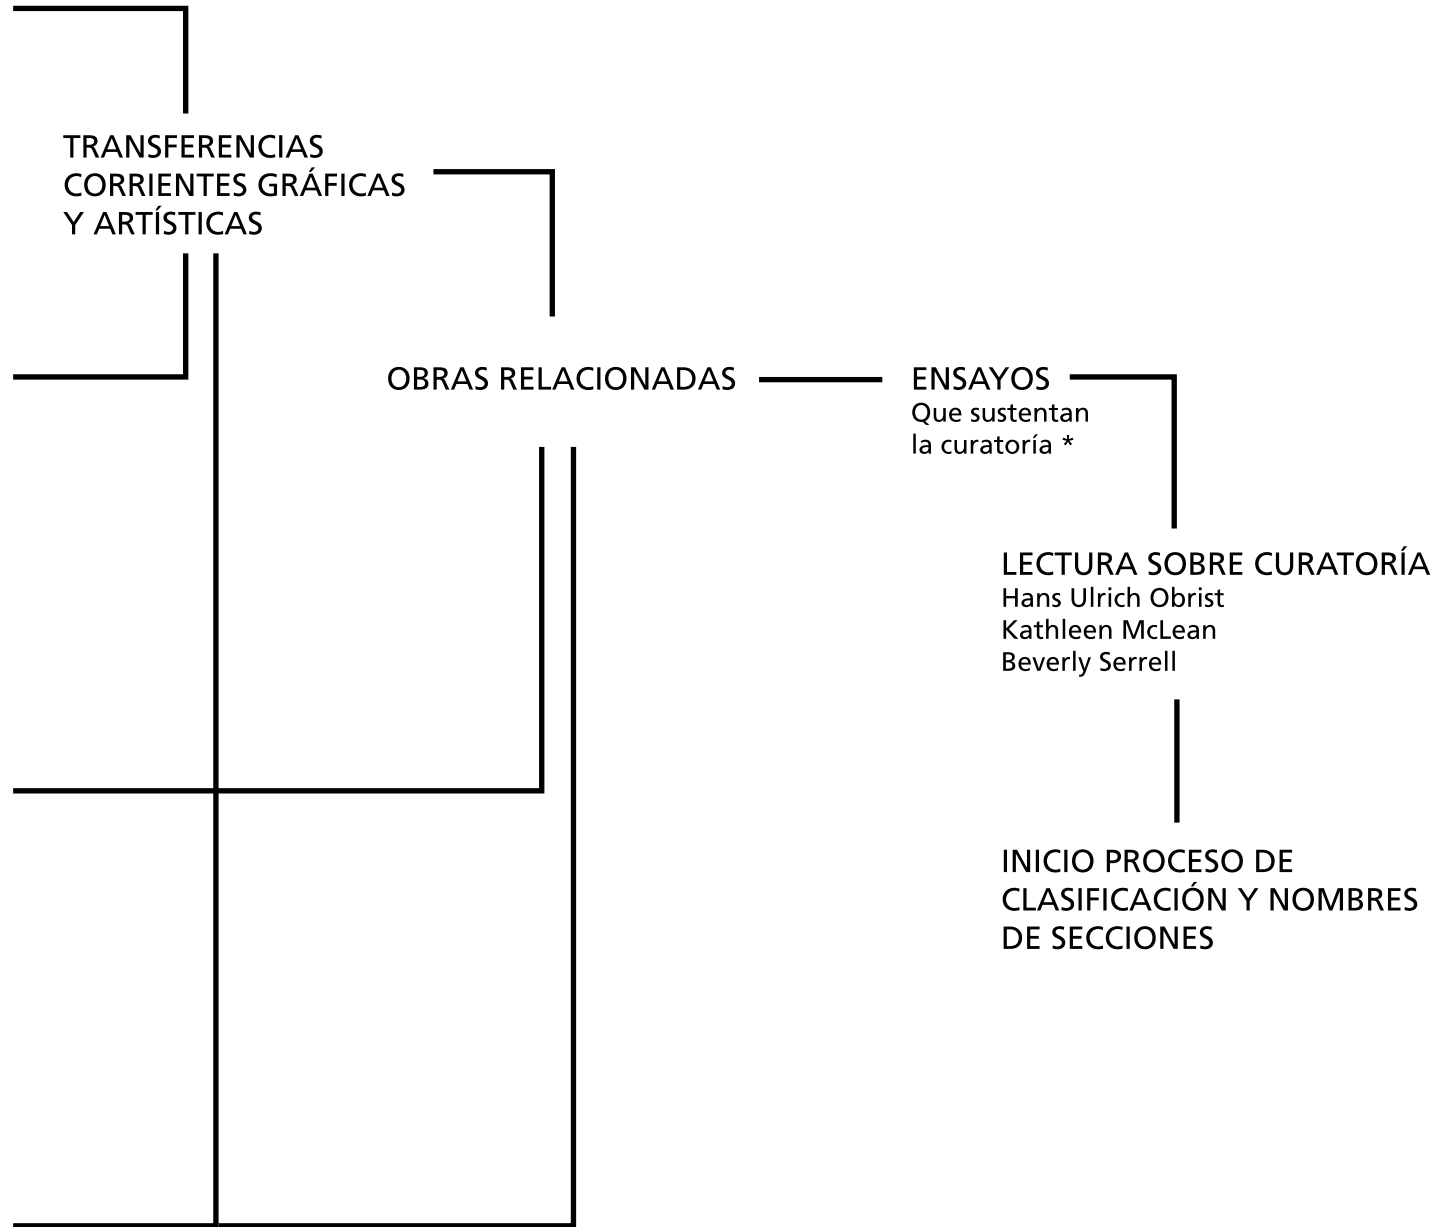 TRANSFERENCIAS
CORRIENTES GRÁFICAS
Y ARTÍSTICAS
OBRAS RELACIONADAS
ENSAYOS
Que sustentan
la curatoría *
LECTURA SOBRE CURATORÍA
Hans Ulrich Obrist
Kathleen McLean
Beverly Serrell
INICIO PROCESO DE
CLASIFICACIÓN Y NOMBRES
DE SECCIONES